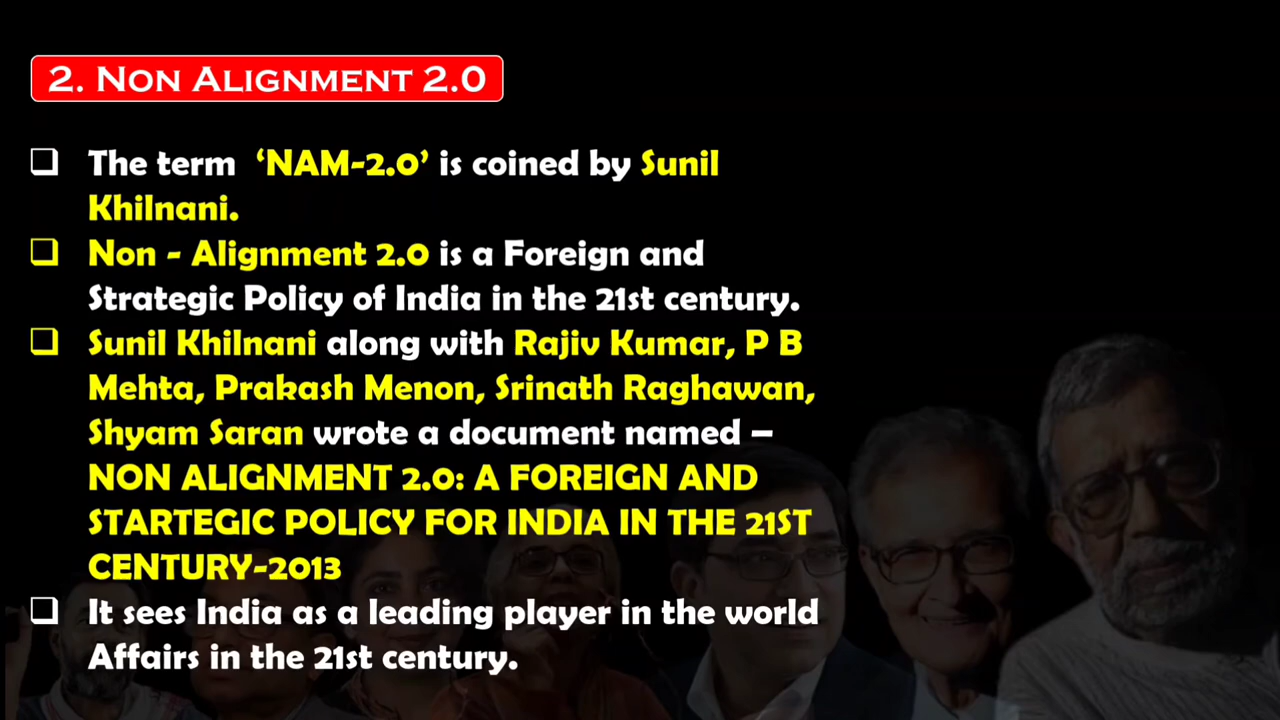 2. NON ALIGNMENT 2.0
❑ The term ‘NAM-2.0’ is coined by Sunil
Khilnani.
❑ Non - Alignment 2.0 is a Foreign and
Strategic Policy of India in the 21st century.
❑ Sunil Khilnani along with Rajiv Kumar, P B
Mehta, Prakash Menon, Srinath Raghawan,
Shyam Saran wrote a document named –
NON ALIGNMENT 2.0: A FOREIGN AND
STARTEGIC POLICY FOR INDIA IN THE 21ST
CENTURY-2013
❑ It sees India as a leading player in the world
Affairs in the 21st century.